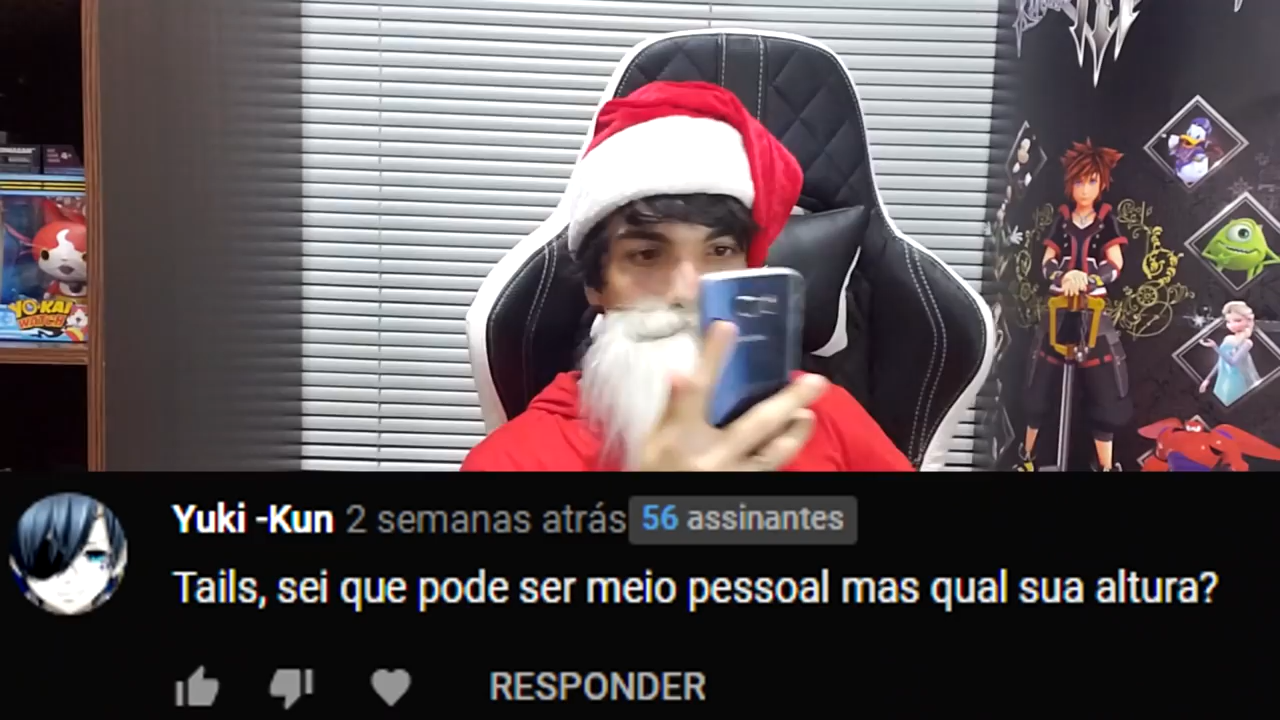 YO-KAI
WATCH
Yuki -Kun 2 semanas atrás 56 assinantes
Tails, sei que pode ser meio pessoal mas qual sua altura?
RESPONDER